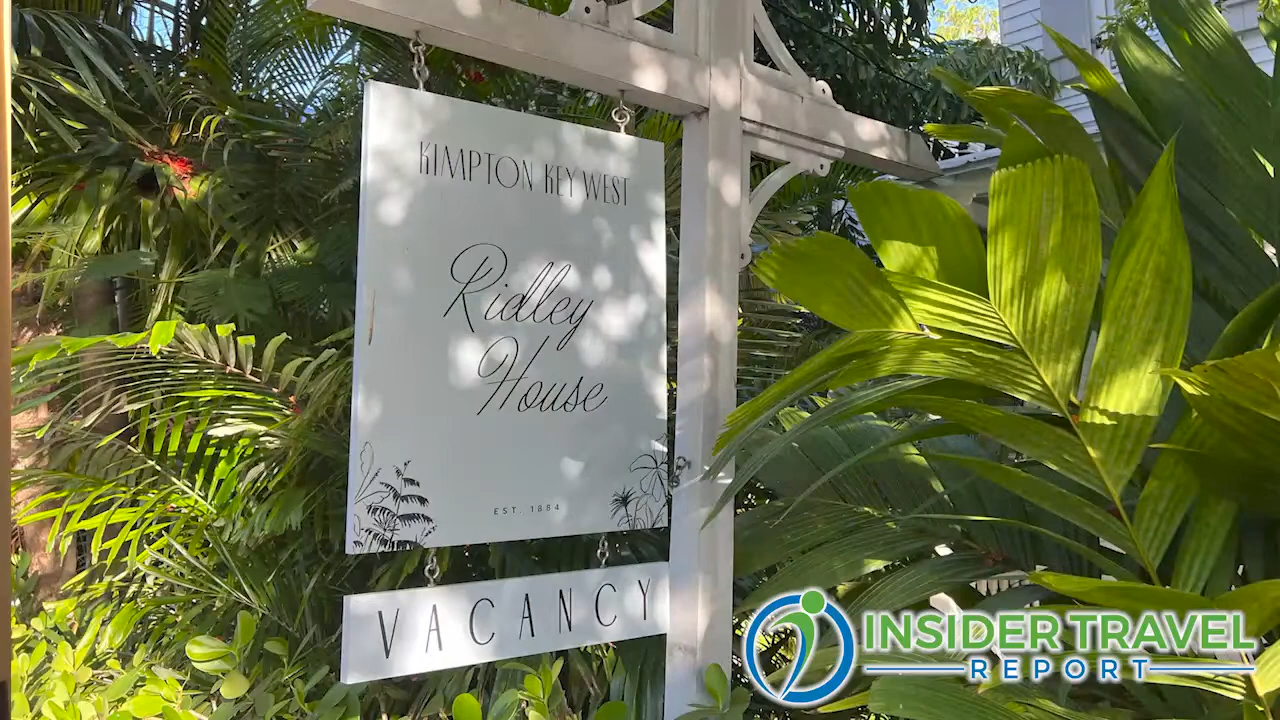 KIMPTON KEY WEST
Ridley
House
EST. 1884
VACANCY
INSIDER TRAVEL
REPORT